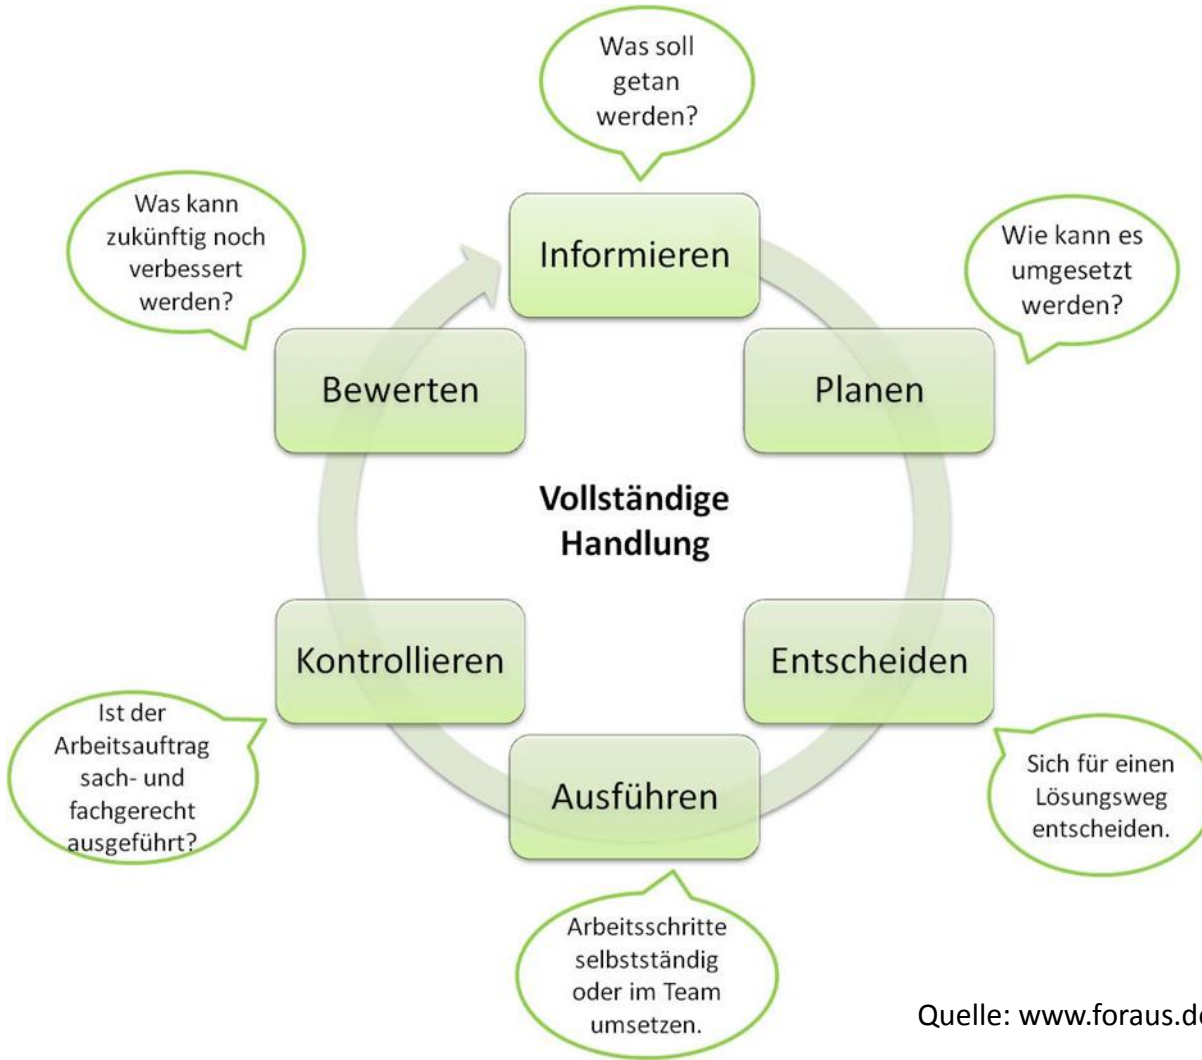 Was soll
getan
werden?
Informieren
Wie kann es
umgesetzt
werden?
Planen
Entscheiden
Sich für einen
Lösungsweg
entscheiden.
Ausführen
Arbeitsschritte
selbstständig
oder im Team
umsetzen.
Kontrollieren
Ist der
Arbeitsauftrag
sach- und
fachgerecht
ausgeführt?
Bewerten
Was kann
zukünftig noch
verbessert
werden?
Vollständige
Handlung
Quelle: www.foraus.de